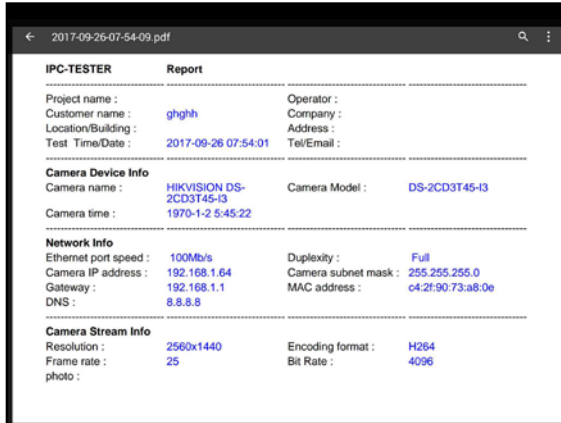 2017-09-26-07-54-09.pdf
IPC-TESTER Report
Project name : Operator :
Customer name : ghghh Company :
Location/Building : Address :
Test Time/Date : 2017-09-26 07:54:01 Tel/Email :
Camera Device Info
Camera name : HIKVISION DS-2CD3T45-I3 Camera Model : DS-2CD3T45-I3
Camera time : 1970-1-2 5:45:22
Network Info
Ethernet port speed : 100Mb/s Duplexity : Full
Camera IP address : 192.168.1.64 Camera subnet mask : 255.255.255.0
Gateway : 192.168.1.1 MAC address : c4:2f:90:73:a8:0e
DNS : 8.8.8.8
Camera Stream Info
Resolution : 2560x1440 Encoding format : H264
Frame rate : 25 Bit Rate : 4096
photo :